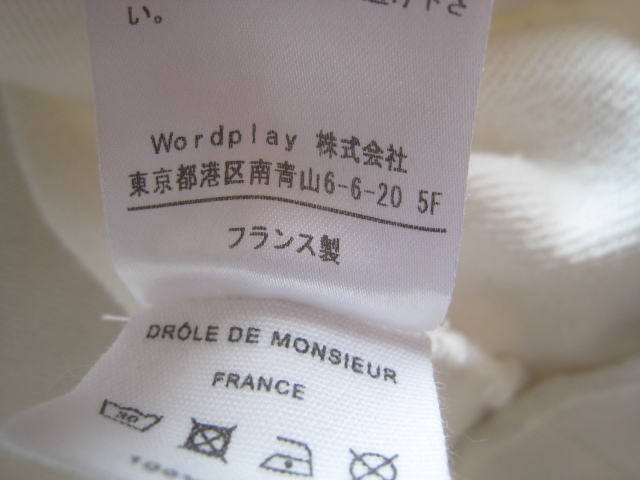 い。
Wordplay 株式会社
東京都港区南青山6-6-20 5F
フランス製
DRÔLE DE MONSIEUR
FRANCE